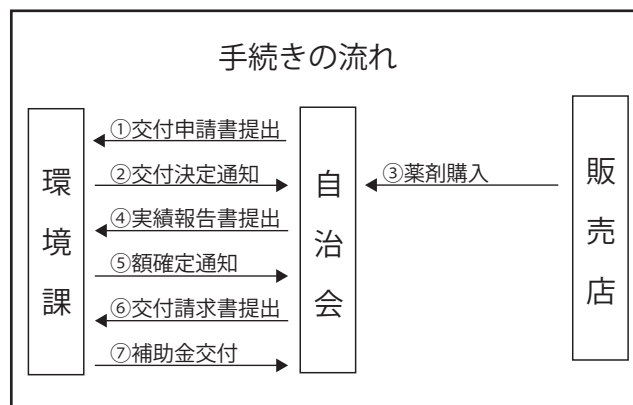 手続きの流れ
環境課
自治会
販売店
①交付申請書提出
②交付決定通知
③薬剤購入
④実績報告書提出
⑤額確定通知
⑥交付請求書提出
⑦補助金交付